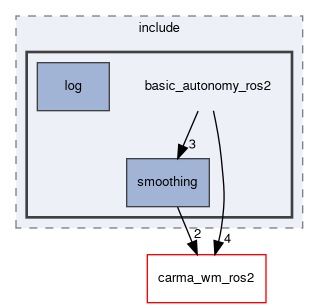 include
log
basic_autonomy_ros2
3
smoothing
2
4
carma_wm_ros2